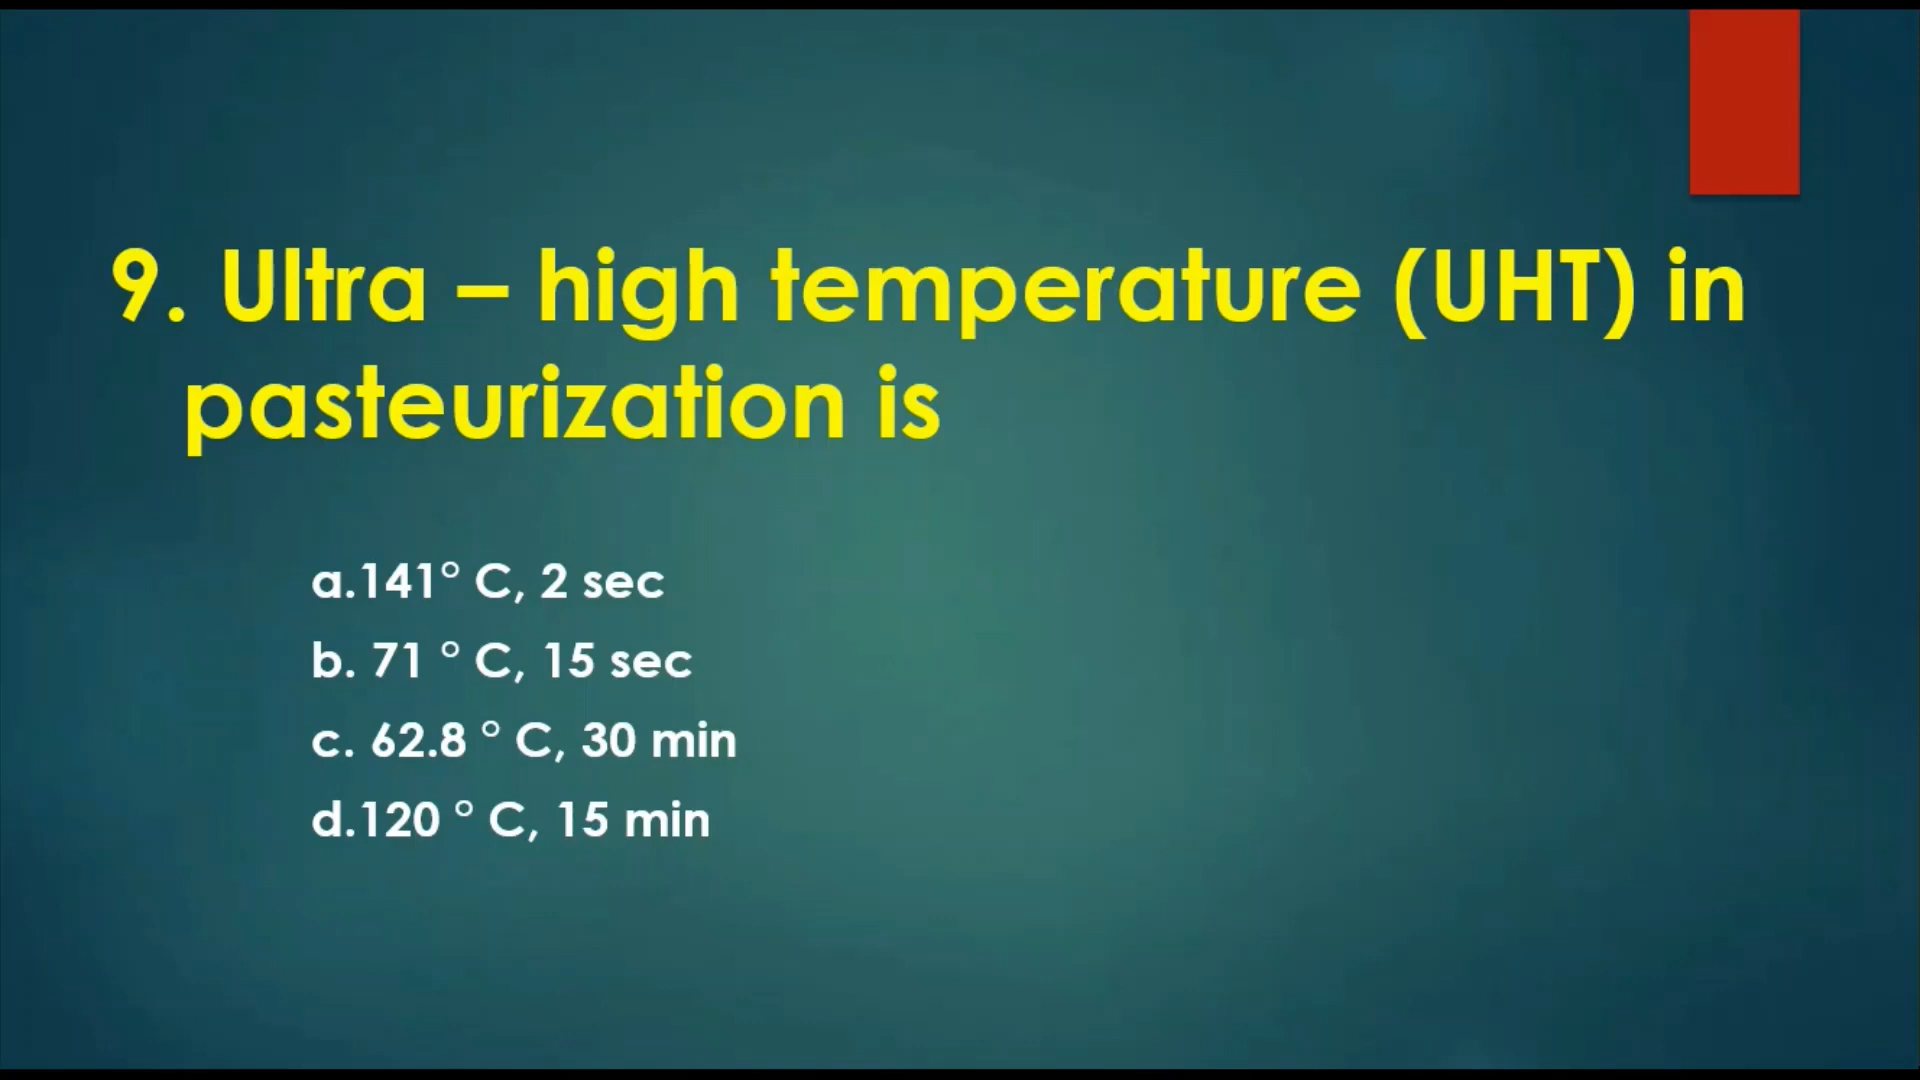 9. Ultra – high temperature (UHT) in
pasteurization is
a.141° C, 2 sec
b. 71 ° C, 15 sec
c. 62.8 ° C, 30 min
d.120 ° C, 15 min